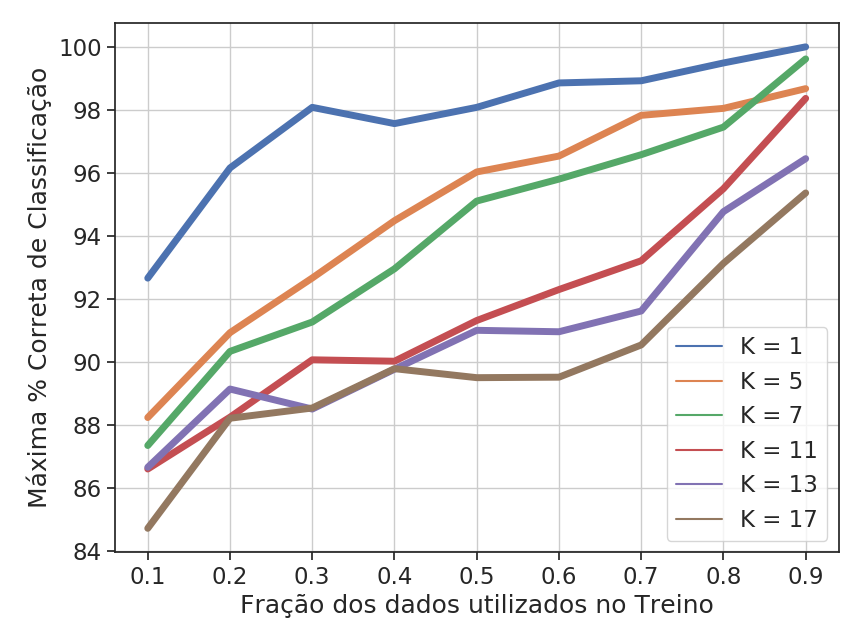 Máxima % Correta de Classificação
100
98
96
94
92
90
88
86
84
K = 1
K = 5
K = 7
K = 11
K = 13
K = 17
0.1 0.2 0.3 0.4 0.5 0.6 0.7 0.8 0.9
Fração dos dados utilizados no Treino